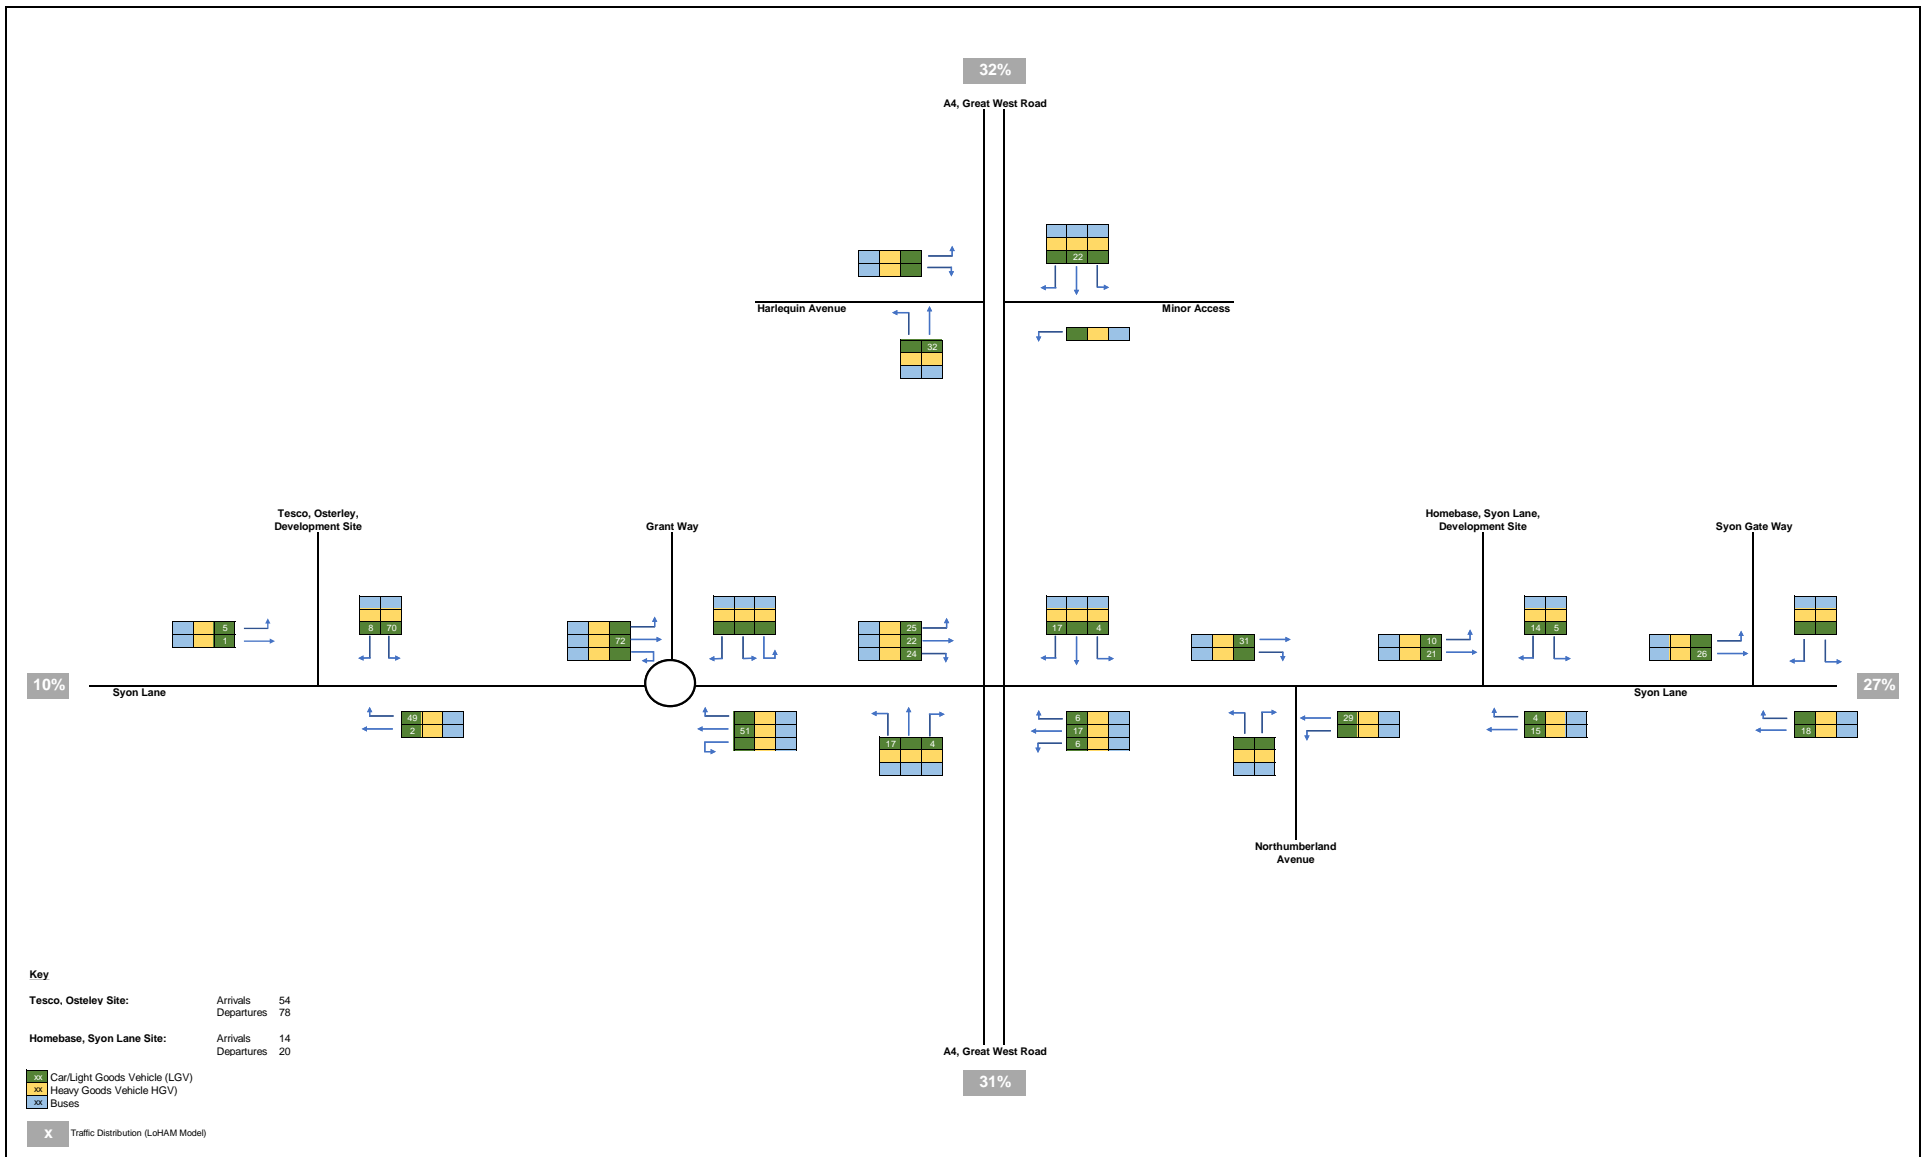 32%
A4, Great West Road
22
Harlequin Avenue
Minor Access
32
Tesco, Osterley,
Development Site
Grant Way
Homebase, Syon Lane,
Development Site
Syon Gate Way
5
1
8 70
72
25
22
24
17 4
31
10
21
14 5
26
10%
Syon Lane
Syon Lane
27%
49
2
51
17 4
6
17
6
29
4
15
18
Northumberland
Avenue
Key
Tesco, Osteley Site: Arrivals 54
Departures 78
Homebase, Syon Lane Site: Arrivals 14
Departures 20
A4, Great West Road
31%
xx Car/Light Goods Vehicle (LGV)
xx Heavy Goods Vehicle HGV)
xx Buses
X Traffic Distribution (LoHAM Model)